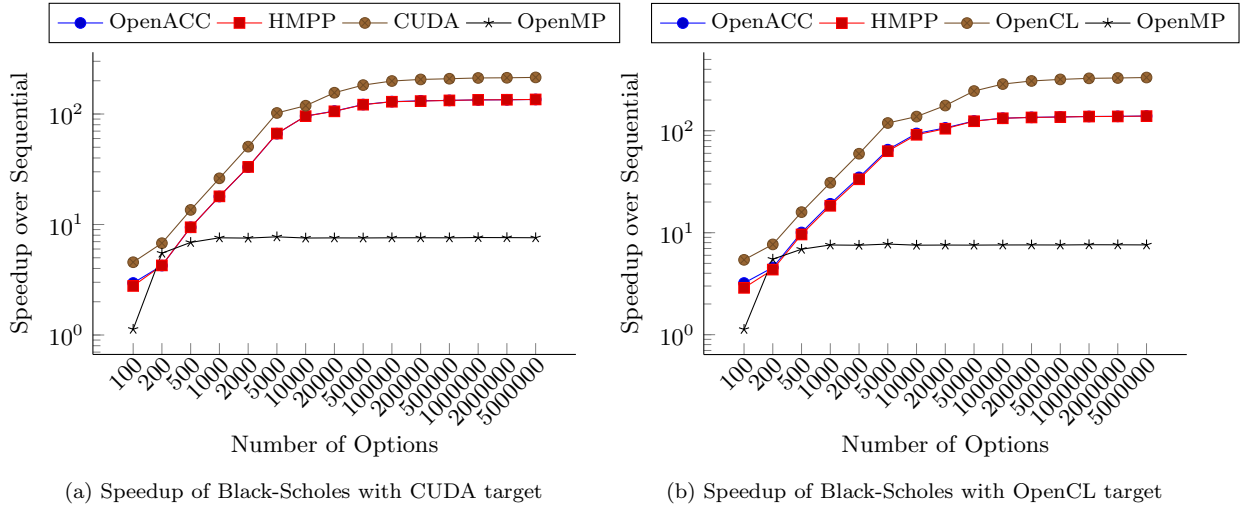 OpenACC HMPP CUDA OpenMP
Speedup over Sequential
10^2
10^1
10^0
100 200 500 1000 2000 5000 10000 20000 50000 100000 200000 500000 1000000 2000000 5000000
Number of Options
(a) Speedup of Black-Scholes with CUDA target
OpenACC HMPP OpenCL OpenMP
Speedup over Sequential
10^2
10^1
10^0
100 200 500 1000 2000 5000 10000 20000 50000 100000 200000 500000 1000000 2000000 5000000
Number of Options
(b) Speedup of Black-Scholes with OpenCL target